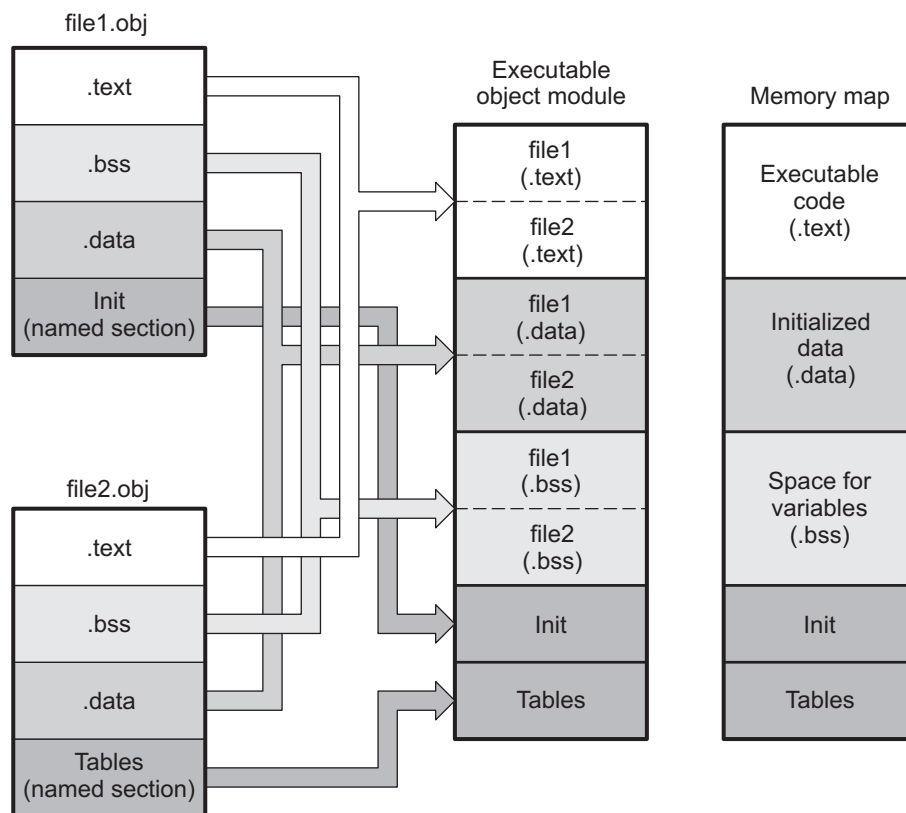 file1.obj
.text
.bss
.data
Init
(named section)
file2.obj
.text
.bss
.data
Tables
(named section)
Executable
object module
file1
(.text)
file2
(.text)
file1
(.data)
file2
(.data)
file1
(.bss)
file2
(.bss)
Init
Tables
Memory map
Executable
code
(.text)
Initialized
data
(.data)
Space for
variables
(.bss)
Init
Tables